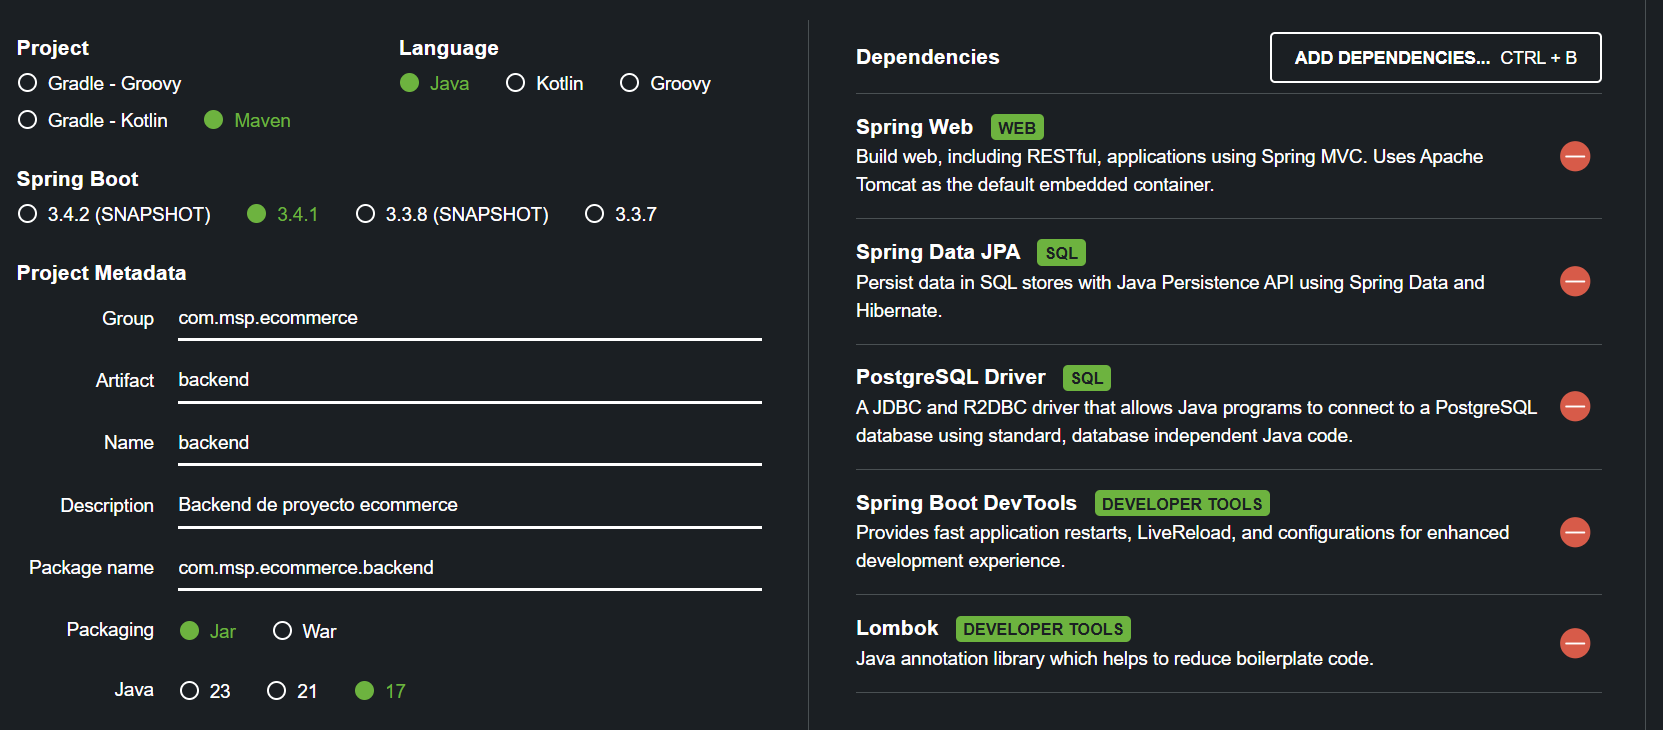 Project
Gradle - Groovy
Gradle - Kotlin Maven
Language
Java Kotlin Groovy
Spring Boot
3.4.2 (SNAPSHOT) 3.4.1 3.3.8 (SNAPSHOT) 3.3.7
Project Metadata
Group com.msp.ecommerce
Artifact backend
Name backend
Description Backend de proyecto ecommerce
Package name com.msp.ecommerce.backend
Packaging Jar War
Java 23 21 17
Dependencies ADD DEPENDENCIES... CTRL + B
Spring Web WEB
Build web, including RESTful, applications using Spring MVC. Uses Apache
Tomcat as the default embedded container.
Spring Data JPA SQL
Persist data in SQL stores with Java Persistence API using Spring Data and
Hibernate.
PostgreSQL Driver SQL
A JDBC and R2DBC driver that allows Java programs to connect to a PostgreSQL
database using standard, database independent Java code.
Spring Boot DevTools DEVELOPER TOOLS
Provides fast application restarts, LiveReload, and configurations for enhanced
development experience.
Lombok DEVELOPER TOOLS
Java annotation library which helps to reduce boilerplate code.